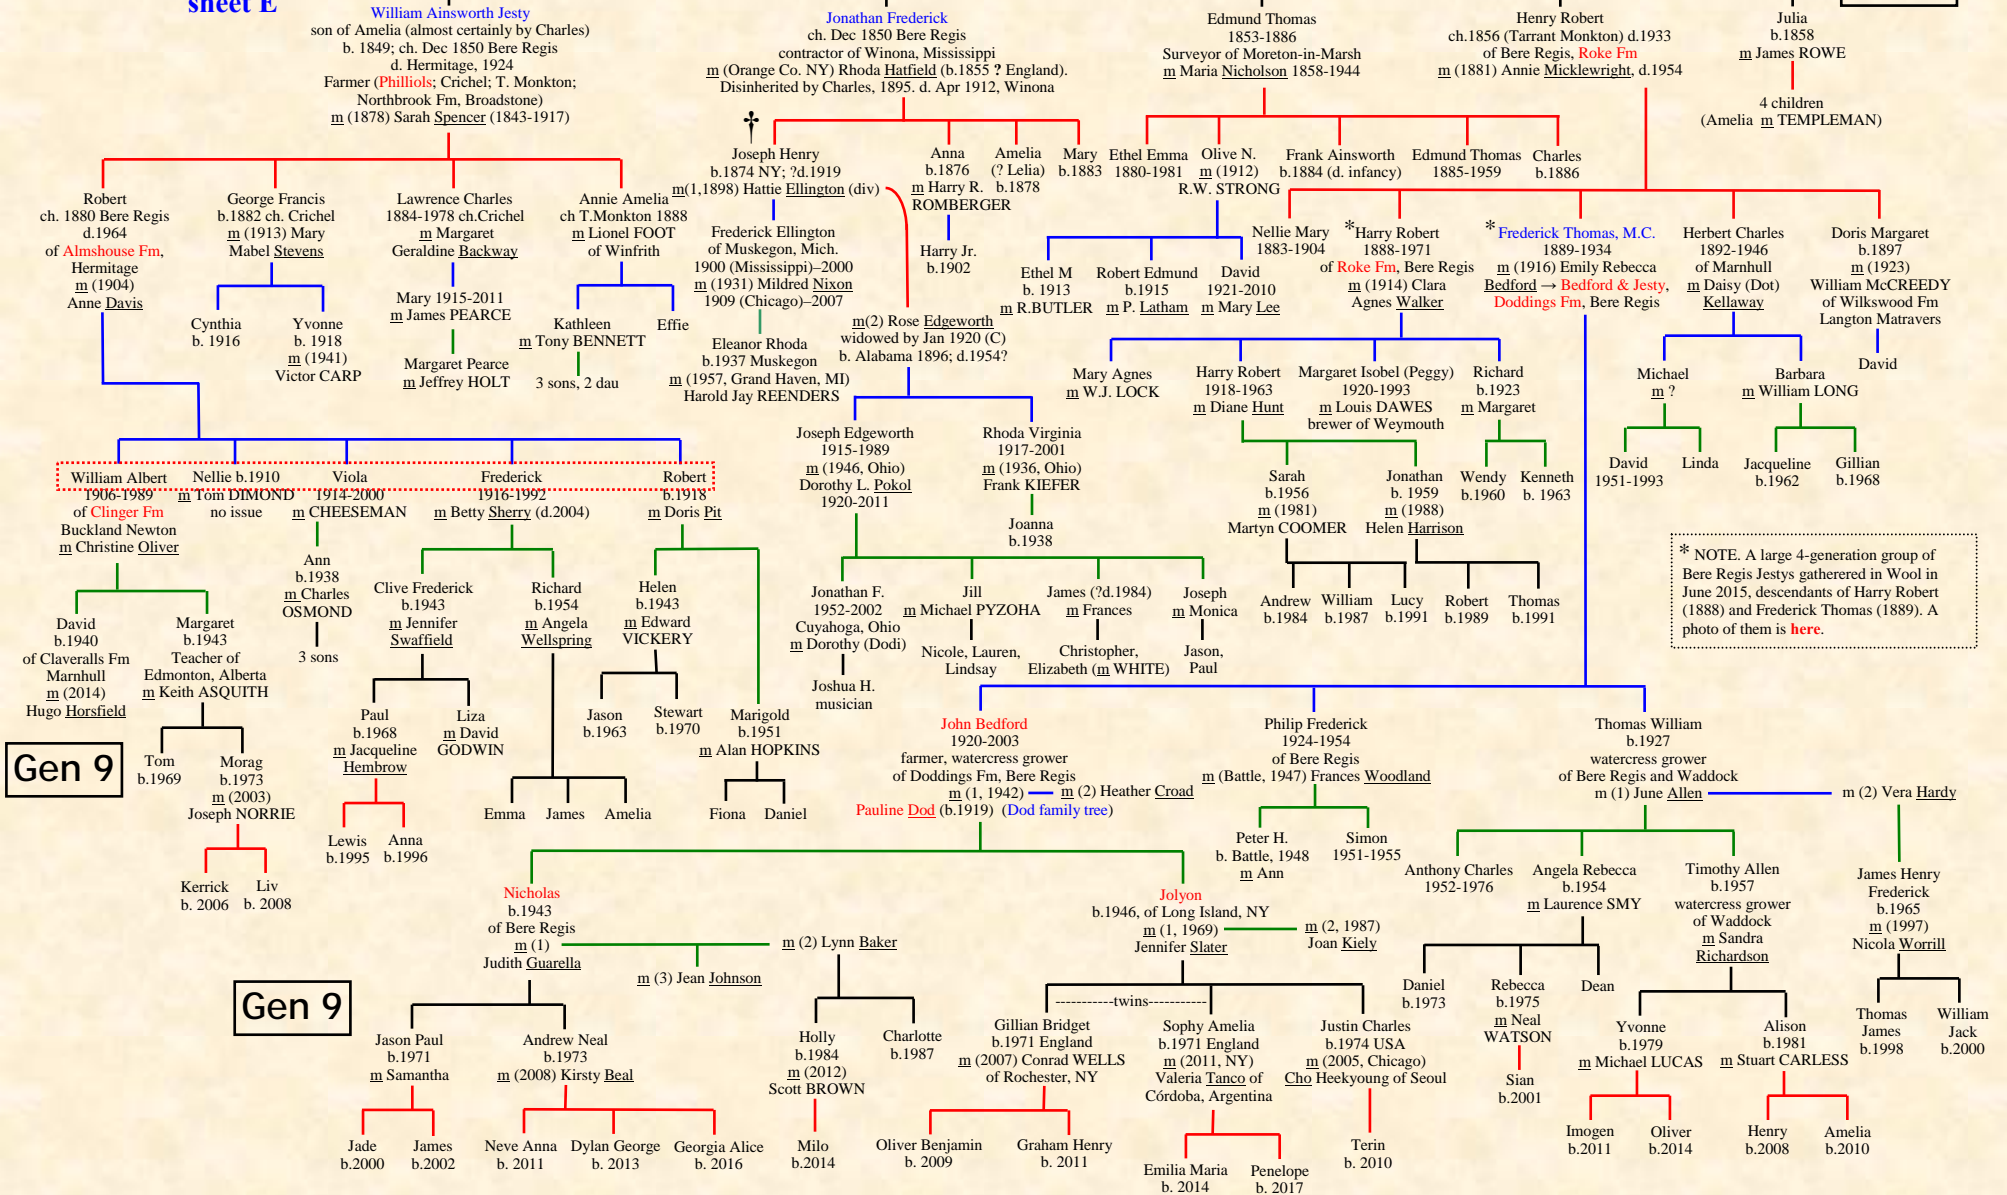 sheet E
William Ainsworth Jesty
son of Amelia (almost certainly by Charles)
b. 1849; ch. Dec 1850 Bere Regis
d. Hermitage, 1924
Farmer (Philliols; Crichel; T. Monkton;
Northbrook Fm, Broadstone)
m (1878) Sarah Spencer (1843-1917)
Jonathan Frederick
ch. Dec 1850 Bere Regis
contractor of Winona, Mississippi
m (Orange Co. NY) Rhoda Hatfield (b.1855 ? England).
Disinherited by Charles, 1895. d. Apr 1912, Winona
Edmund Thomas
1853-1886
Surveyor of Moreton-in-Marsh
m Maria Nicholson 1858-1944
Henry Robert
ch.1856 (Tarrant Monkton) d.1933
of Bere Regis, Roke Fm
m (1881) Annie Micklewright, d.1954
Julia
b.1858
m James ROWE
4 children
(Amelia m TEMPLEMAN)
Robert
ch. 1880 Bere Regis
d.1964
of Almshouse Fm,
Hermitage
m (1904)
Anne Davis
George Francis
b.1882 ch. Crichel
m (1913) Mary
Mabel Stevens
Lawrence Charles
1884-1978 ch.Crichel
m Margaret
Geraldine Backway
Annie Amelia
ch T.Monkton 1888
m Lionel FOOT
of Winfrith
†
Joseph Henry
b.1874 NY; ?d.1919
m(1,1898) Hattie Ellington (div)
Anna
b.1876
m Harry R.
ROMBERGER
Amelia
(? Lelia)
b.1878
Mary
b.1883
Ethel Emma
1880-1981
Olive N.
m (1912)
R.W. STRONG
Frank Ainsworth
b.1884 (d. infancy)
Edmund Thomas
1885-1959
Charles
b.1886
Cynthia
b. 1916
Yvonne
b. 1918
m (1941)
Victor CARP
Mary 1915-2011
m James PEARCE
Margaret Pearce
m Jeffrey HOLT
Kathleen
m Tony BENNETT
Effie
3 sons, 2 dau
Frederick Ellington
of Muskegon, Mich.
1900 (Mississippi)–2000
m (1931) Mildred Nixon
1909 (Chicago)–2007
Eleanor Rhoda
b.1937 Muskegon
m (1957, Grand Haven, MI)
Harold Jay REENDERS
Harry Jr.
b.1902
m(2) Rose Edgeworth
widowed by Jan 1920 (C)
b. Alabama 1896; d.1954?
Ethel M
b. 1913
m R.BUTLER
Robert Edmund
b.1915
m P. Latham
David
1921-2010
m Mary Lee
Nellie Mary
1883-1904
*Harry Robert
1888-1971
of Roke Fm, Bere Regis
m (1914) Clara
Agnes Walker
* Frederick Thomas, M.C.
1889-1934
m (1916) Emily Rebecca
Bedford → Bedford & Jesty,
Doddings Fm, Bere Regis
Herbert Charles
1892-1946
of Marnhull
m Daisy (Dot)
Kellaway
Doris Margaret
b.1897
m (1923)
William McCREEDY
of Wilkswood Fm
Langton Matravers
David
Mary Agnes
m W.J. LOCK
Harry Robert
1918-1963
m Diane Hunt
Margaret Isobel (Peggy)
1920-1993
m Louis DAWES
brewer of Weymouth
Richard
b.1923
m Margaret
Michael
m ?
Barbara
m William LONG
William Albert
1906-1989
of Clinger Fm
Buckland Newton
m Christine Oliver
Nellie b.1910
m Tom DIMOND
no issue
Viola
1914-2000
m CHEESEMAN
Frederick
1916-1992
m Betty Sherry (d.2004)
Robert
b.1918
m Doris Pit
Joseph Edgeworth
1915-1989
m (1946, Ohio)
Dorothy L. Pokol
1920-2011
Rhoda Virginia
1917-2001
m (1936, Ohio)
Frank KIEFER
Joanna
b.1938
Sarah
b.1956
m (1981)
Martyn COOMER
Jonathan
b. 1959
m (1988)
Helen Harrison
Wendy
b.1960
Kenneth
b. 1963
David
1951-1993
Linda
Jacqueline
b.1962
Gillian
b.1968
* NOTE. A large 4-generation group of
Bere Regis Jestys gatherered in Wool in
June 2015, descendants of Harry Robert
(1888) and Frederick Thomas (1889). A
photo of them is here.
Ann
b.1938
m Charles
OSMOND
3 sons
Clive Frederick
b.1943
m Jennifer
Swaffield
Richard
b.1954
m Angela
Wellspring
Helen
b.1943
m Edward
VICKERY
David
b.1940
of Claveralls Fm
Marnhull
m (2014)
Hugo Horsfield
Margaret
b.1943
Teacher of
Edmonton, Alberta
m Keith ASQUITH
Jonathan F.
1952-2002
Cuyahoga, Ohio
m Dorothy (Dodi)
Joshua H.
musician
Jill
m Michael PYZOHA
Nicole, Lauren,
Lindsay
James (?d.1984)
m Frances
Christopher,
Elizabeth (m WHITE)
Joseph
m Monica
Jason,
Paul
Andrew
b.1984
William
b.1987
Lucy
b.1991
Robert
b.1989
Thomas
b.1991
Paul
b.1968
m Jacqueline
Hembrow
Liza
m David
GODWIN
Jason
b.1963
Stewart
b.1970
Marigold
b.1951
m Alan HOPKINS
Gen 9
Tom
b.1969
Morag
b.1973
m (2003)
Joseph NORRIE
Emma
James
Amelia
Fiona
Daniel
John Bedford
1920-2003
farmer, watercress grower
of Doddings Fm, Bere Regis
m (1, 1942)
m (2) Heather Croad
Pauline Dod (b.1919) (Dod family tree)
Philip Frederick
1924-1954
of Bere Regis
m (Battle, 1947) Frances Woodland
Thomas William
b.1927
watercress grower
of Bere Regis and Waddock
m (1) June Allen
m (2) Vera Hardy
Lewis
b.1995
Anna
b.1996
Kerrick
b. 2006
Liv
b. 2008
Peter H.
b. Battle, 1948
m Ann
Simon
1951-1955
Anthony Charles
1952-1976
Angela Rebecca
b.1954
m Laurence SMY
Timothy Allen
b.1957
watercress grower
of Waddock
m Sandra
Richardson
James Henry
Frederick
b.1965
m (1997)
Nicola Worrill
Nicholas
b.1943
of Bere Regis
m (1)
Judith Guarella
m (2) Lynn Baker
m (3) Jean Johnson
Jolyon
b.1946, of Long Island, NY
m (1, 1969)
Jennifer Slater
m (2, 1987)
Joan Kiely
Gen 9
Daniel
b.1973
Rebecca
b.1975
m Neal
WATSON
Dean
Sian
b.2001
Jason Paul
b.1971
m Samantha
Andrew Neal
b.1973
m (2008) Kirsty Beal
Holly
b.1984
m (2012)
Scott BROWN
Charlotte
b.1987
-----------twins-----------
Gillian Bridget
b.1971 England
m (2007) Conrad WELLS
of Rochester, NY
Sophy Amelia
b.1971 England
m (2011, NY)
Valeria Tanco of
Córdoba, Argentina
Justin Charles
b.1974 USA
m (2005, Chicago)
Cho Heekyoung of Seoul
Yvonne
b.1979
m Michael LUCAS
Alison
b.1981
m Stuart CARLESS
Thomas
James
b.1998
William
Jack
b.2000
Jade
b.2000
James
b.2002
Neve Anna
b. 2011
Dylan George
b. 2013
Georgia Alice
b. 2016
Milo
b.2014
Oliver Benjamin
b. 2009
Graham Henry
b. 2011
Emilia Maria
b. 2014
Penelope
b. 2017
Terin
b. 2010
Imogen
b.2011
Oliver
b.2014
Henry
b.2008
Amelia
b.2010